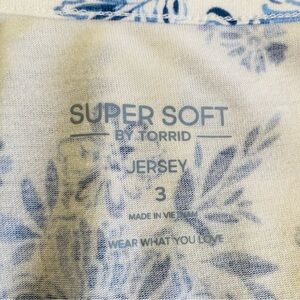 SUPER SOFT
BY TORRID
JERSEY
3
MADE IN VIETNAM
WEAR WHAT YOU LOVE